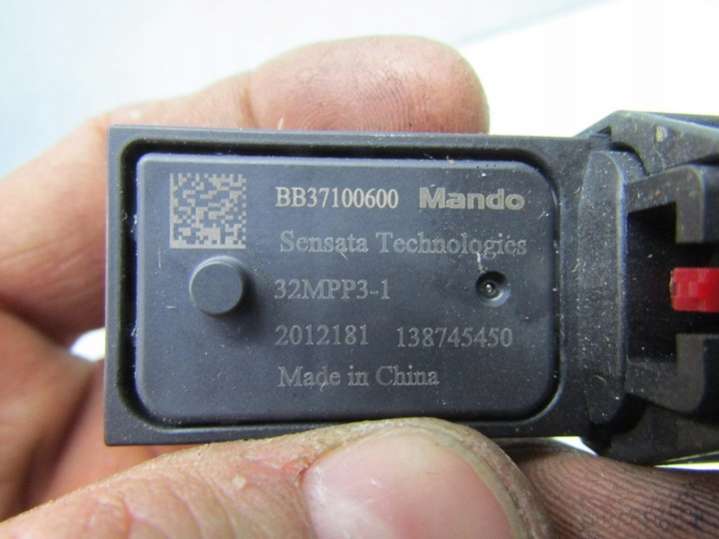 BB37100600 Mando
Sensata Technologies
32MPP3-1
2012181 138745450
Made in China